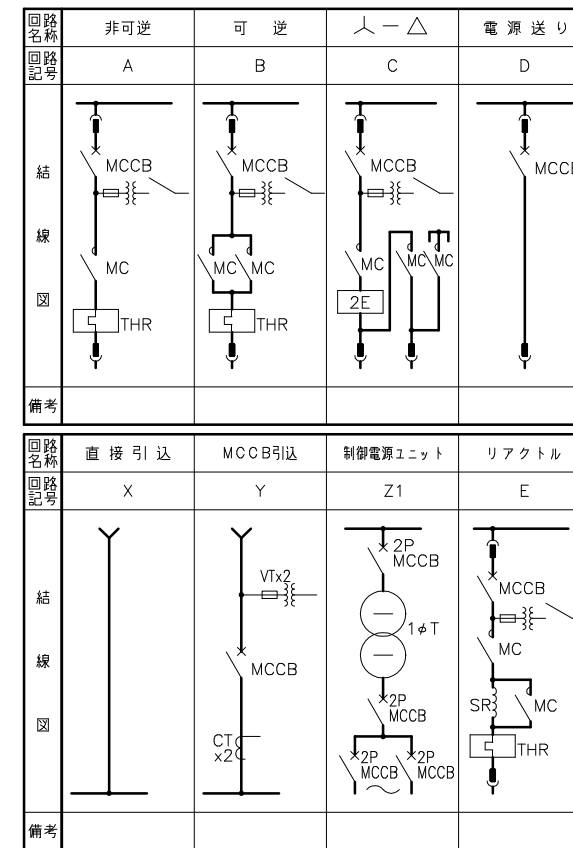 回路名称 非可逆 可 逆 人－△ 電 源 送 り
回路記号 A B C D
結線図
MCCB MCCB MCCB MCCB
MC MC MC MC MC MC
2E
THR THR
備考
回路名称 直 接 引 込 MCCB引込 制御電源ユニット リアクトル
回路記号 X Y Z1 E
結線図
2P
MCCB
VTx2
MCCB
1φT
MC
MCCB
2P
MCCB
SR MC
CT
x2
THR
2P
MCCB
2P
MCCB
備考